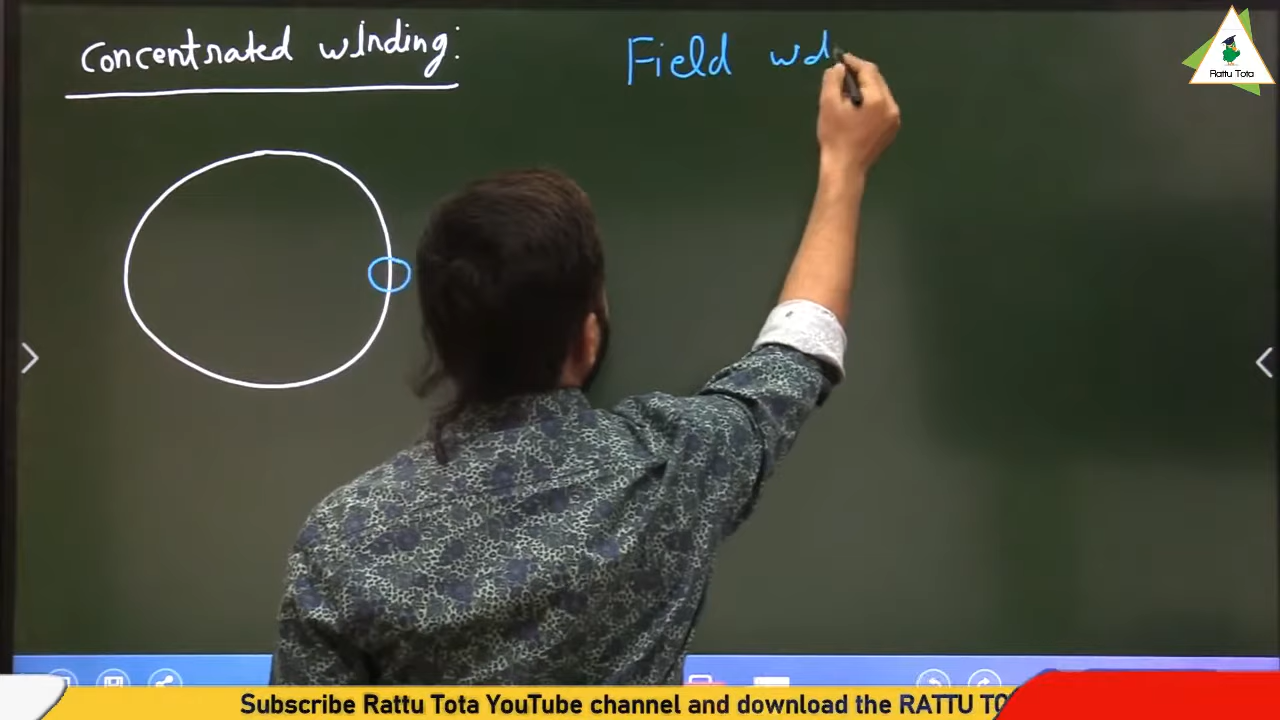 Concentrated winding:
Field wd
Rattu Tota
Subscribe Rattu Tota YouTube channel and download the RATTU TO